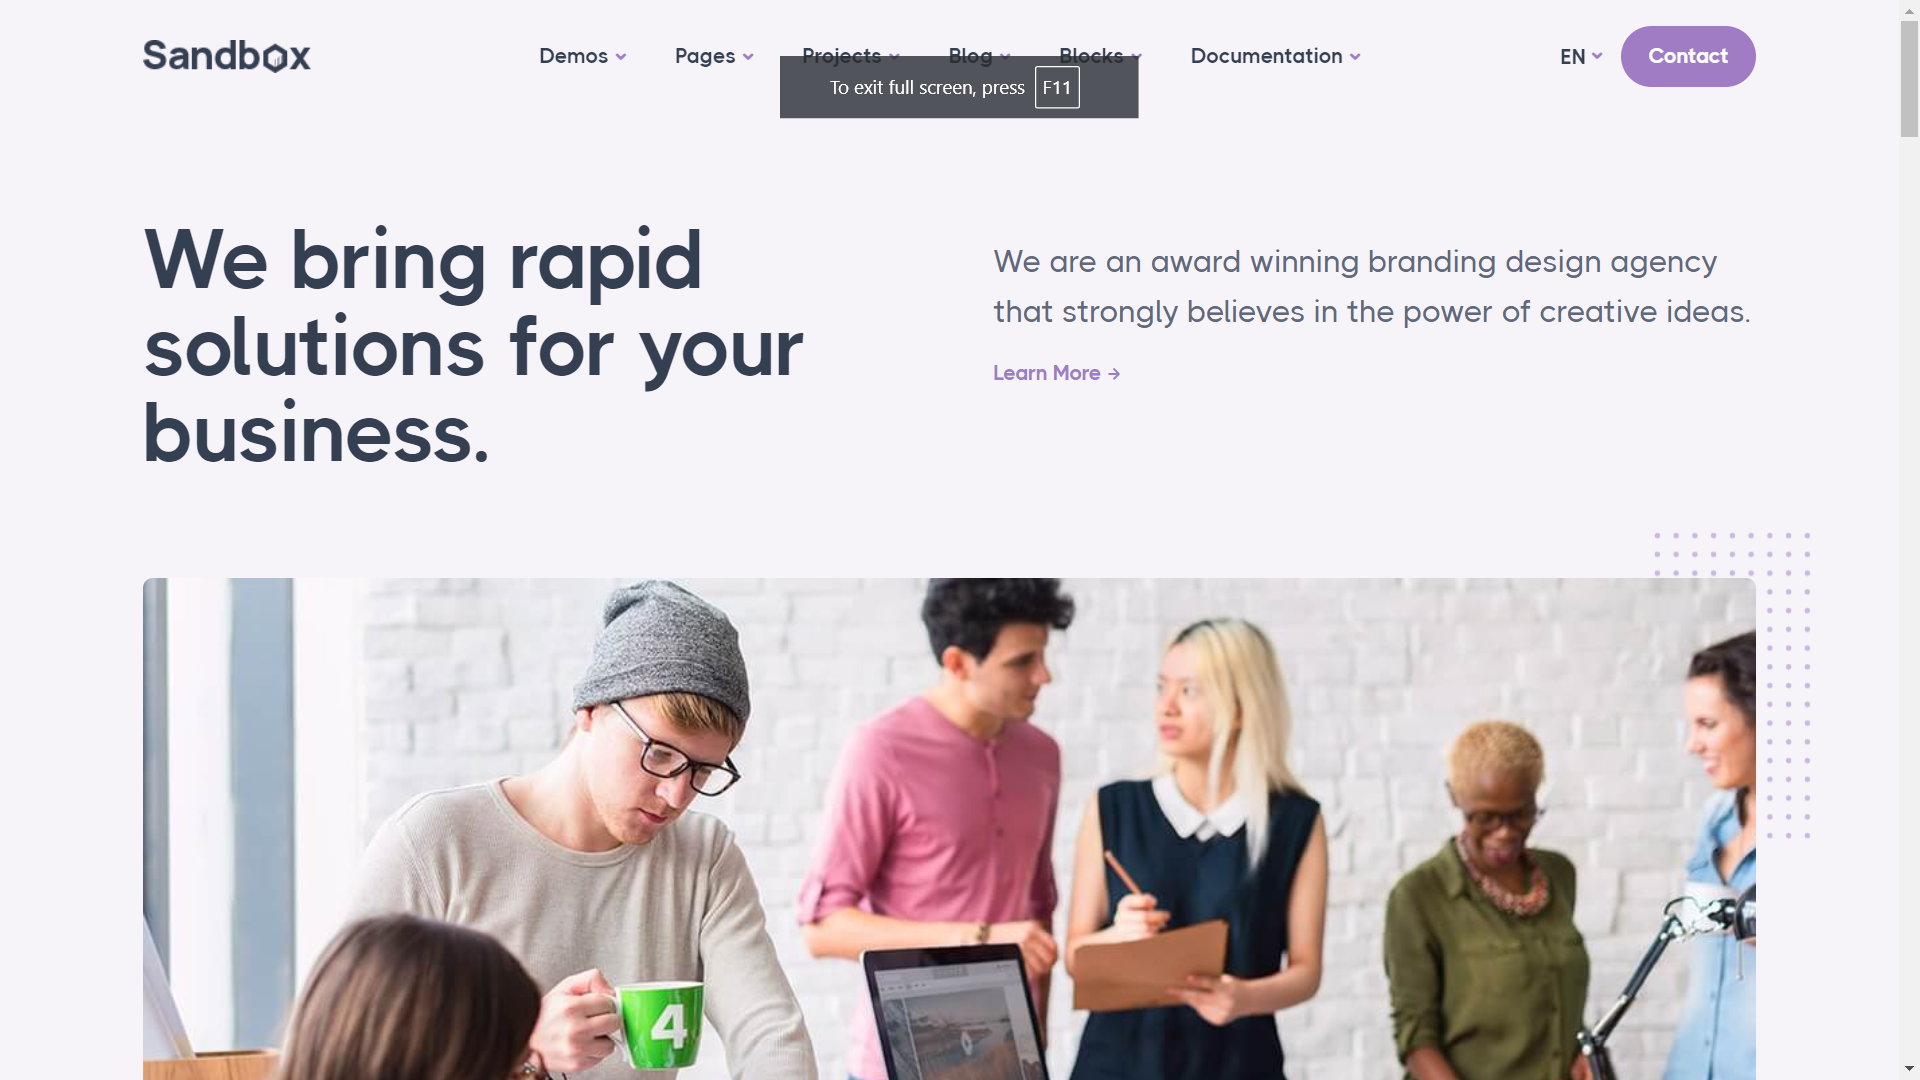 Sandbox
Demos
Pages
Projects
Blog
Blocks
Documentation
EN
Contact
To exit full screen, press F11
We bring rapid
solutions for your
business.
We are an award winning branding design agency
that strongly believes in the power of creative ideas.
Learn More →
4